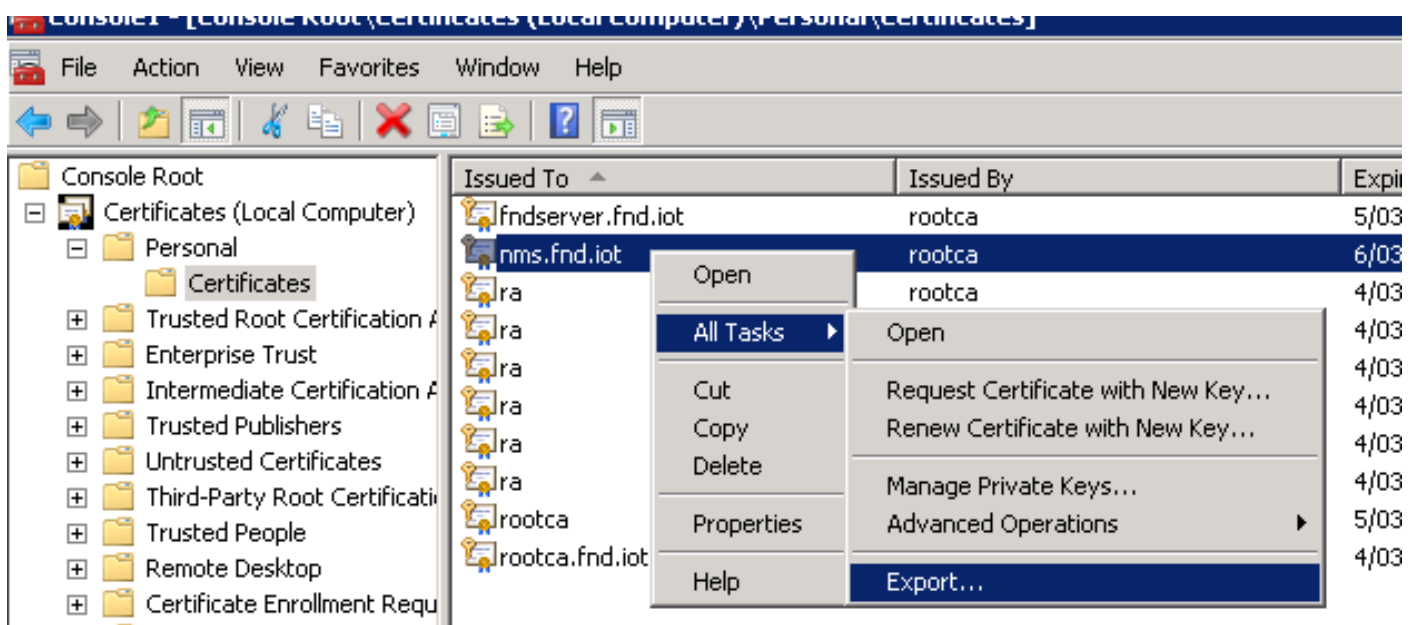 Console1 - [Console Root\Certificates (Local Computer)\Personal\Certificates]
File Action View Favorites Window Help
Console Root
Certificates (Local Computer)
Personal
Certificates
Trusted Root Certification A
Enterprise Trust
Intermediate Certification A
Trusted Publishers
Untrusted Certificates
Third-Party Root Certificati
Trusted People
Remote Desktop
Certificate Enrollment Requ
Issued To Issued By Expir
fndserver.fnd.iot rootca 5/03
nms.fnd.iot rootca 6/03
ra rootca 4/03
ra 4/03
ra 4/03
ra 4/03
ra 4/03
ra 4/03
rootca 5/03
rootca.fnd.iot 4/03
Open
All Tasks
Cut
Copy
Delete
Properties
Help
Open
Request Certificate with New Key...
Renew Certificate with New Key...
Manage Private Keys...
Advanced Operations
Export...